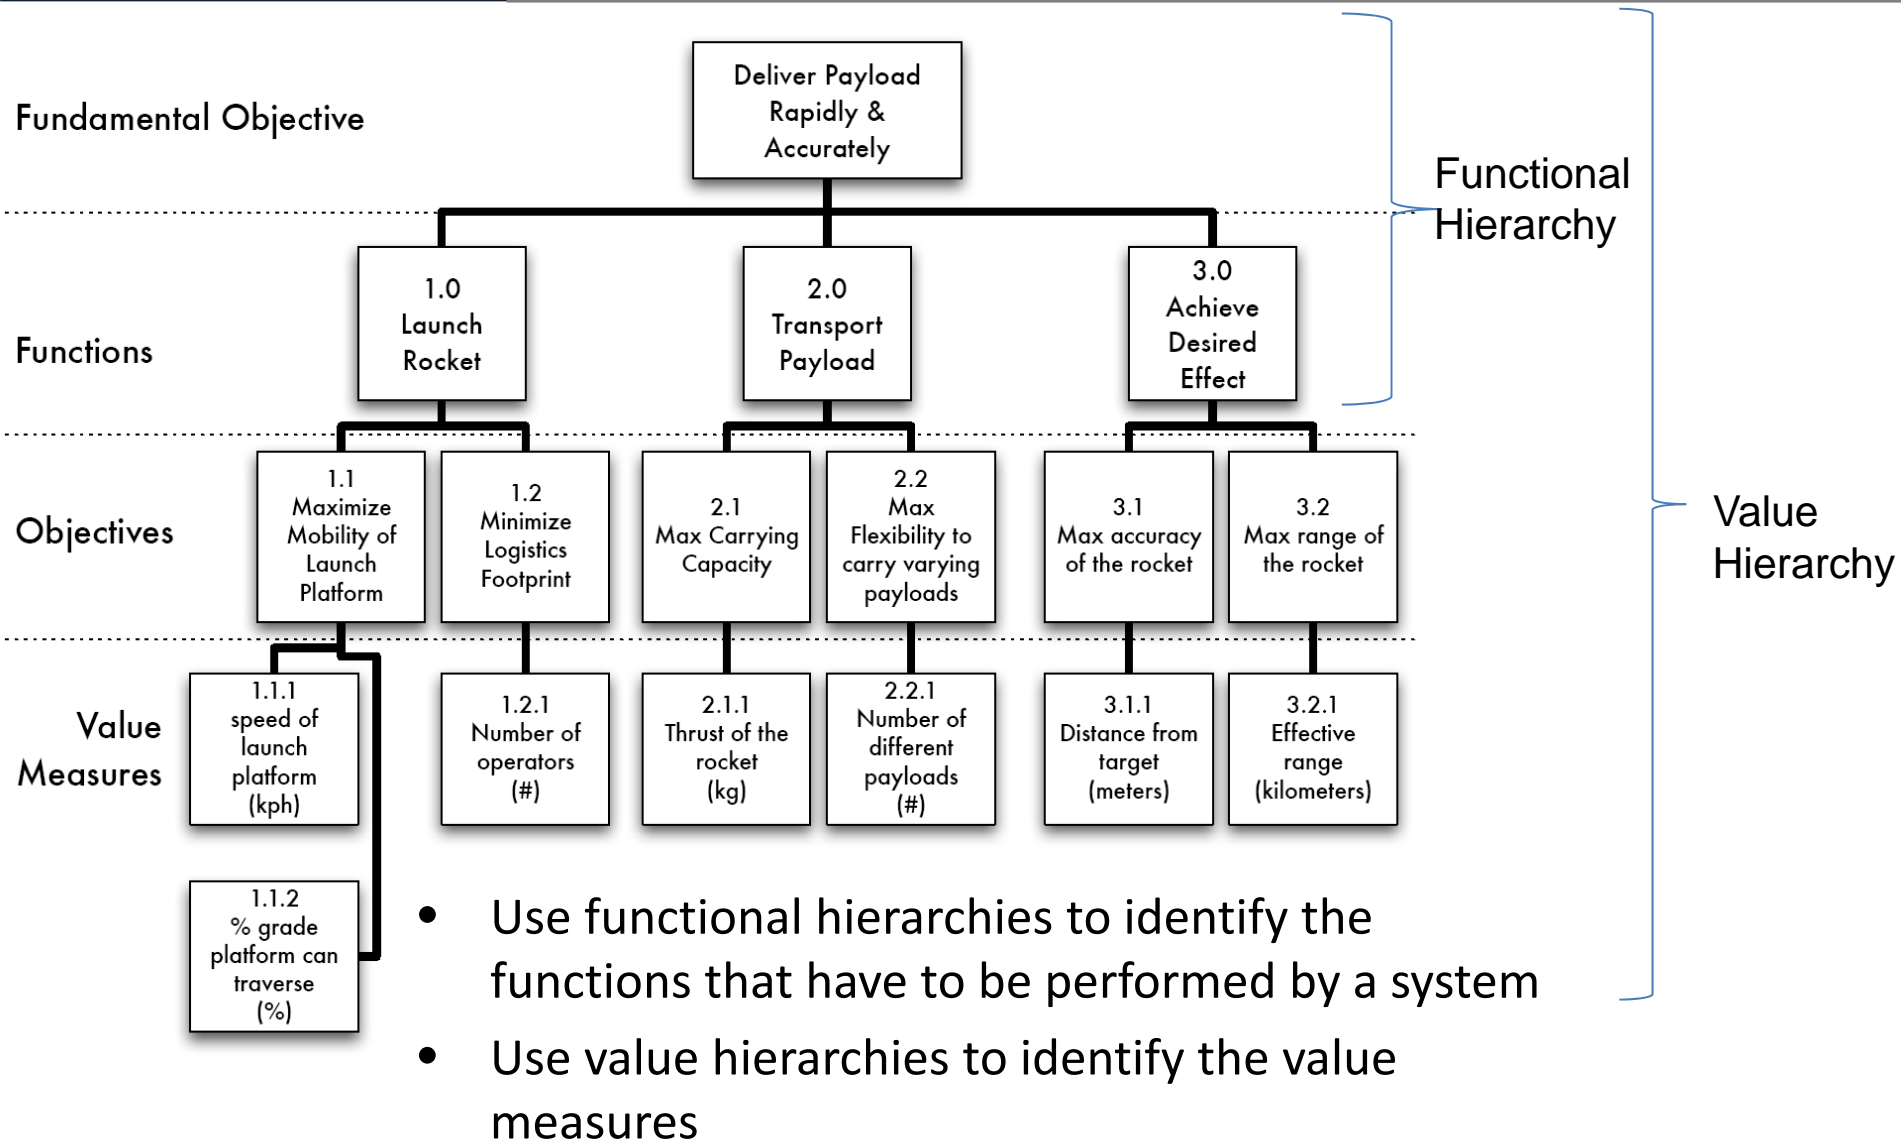 Deliver Payload
Rapidly &
Accurately
Fundamental Objective
Functional
Hierarchy
1.0
Launch
Rocket
2.0
Transport
Payload
3.0
Achieve
Desired
Effect
Functions
1.1
Maximize
Mobility of
Launch
Platform
1.2
Minimize
Logistics
Footprint
2.1
Max Carrying
Capacity
2.2
Max
Flexibility to
carry varying
payloads
3.1
Max accuracy
of the rocket
3.2
Max range of
the rocket
Objectives
Value
Hierarchy
Value
Measures
1.1.1
speed of
launch
platform
(kph)
1.2.1
Number of
operators
(#)
2.1.1
Thrust of the
rocket
(kg)
2.2.1
Number of
different
payloads
(#)
3.1.1
Distance from
target
(meters)
3.2.1
Effective
range
(kilometers)
1.1.2
% grade
platform can
traverse
(%)
• Use functional hierarchies to identify the
functions that have to be performed by a system
• Use value hierarchies to identify the value
measures